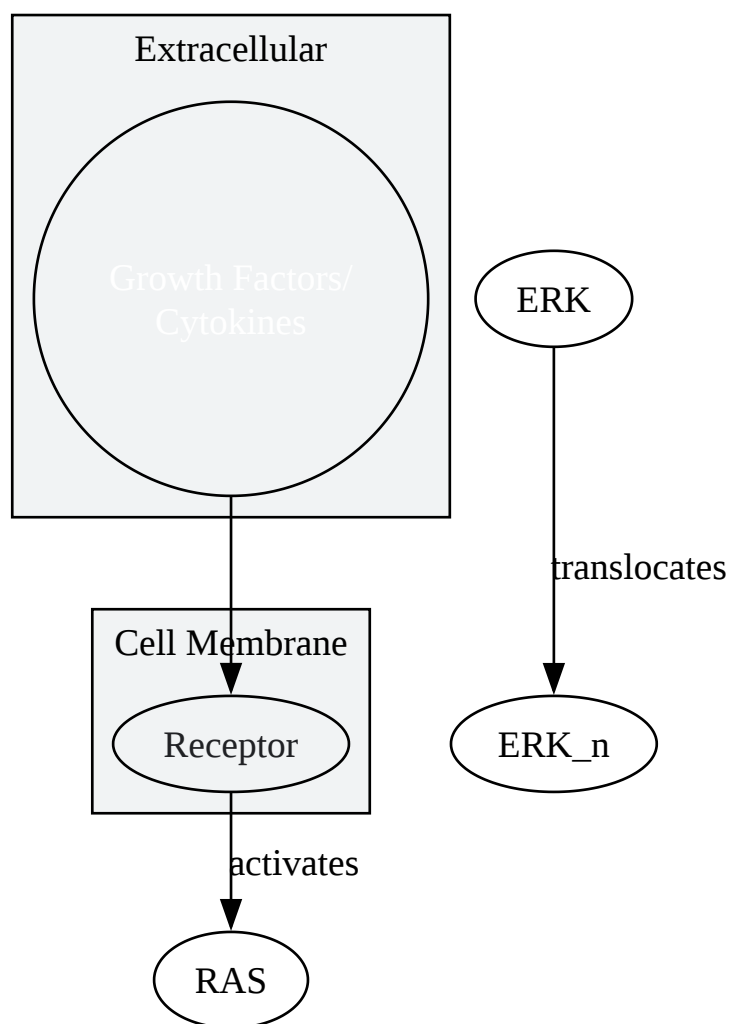 Extracellular
Growth Factors/
Cytokines
ERK
translocates
Cell Membrane
Receptor
ERK_n
activates
RAS